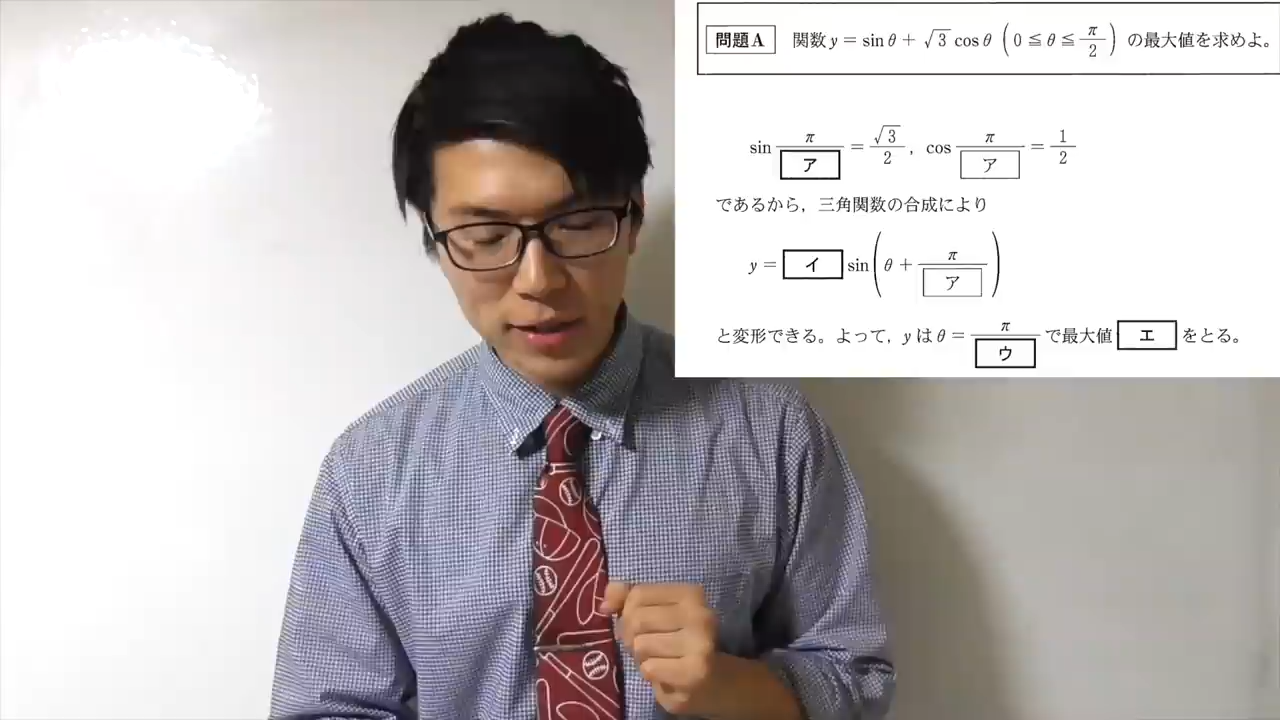 問題A 関数 y = sin θ + √3 cos θ (0 ≦ θ ≦ π/2) の最大値を求めよ。
sin π/ア = √3/2, cos π/ア = 1/2
であるから，三角関数の合成により
y = イ sin(θ + π/ア)
と変形できる。よって，y は θ = π/ウ で最大値 エ をとる。